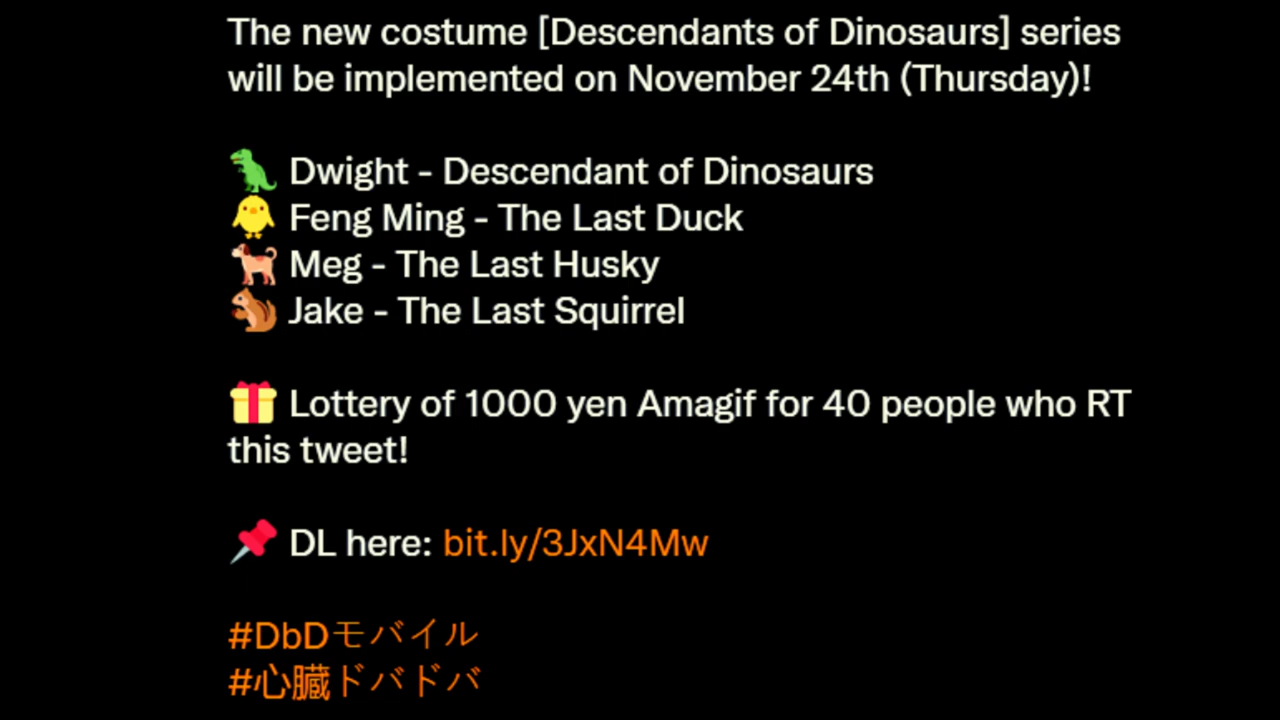 The new costume [Descendants of Dinosaurs] series
will be implemented on November 24th (Thursday)!
🦖 Dwight - Descendant of Dinosaurs
🐥 Feng Ming - The Last Duck
🐕 Meg - The Last Husky
🐿️ Jake - The Last Squirrel
🎁 Lottery of 1000 yen Amagif for 40 people who RT
this tweet!
📌 DL here: bit.ly/3JxN4Mw
#DbDモバイル
#心臓ドバドバ